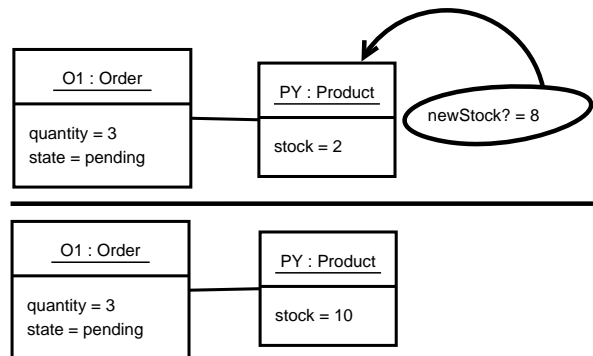 O1 : Order
quantity = 3
state = pending
PY : Product
stock = 2
newStock? = 8
O1 : Order
quantity = 3
state = pending
PY : Product
stock = 10